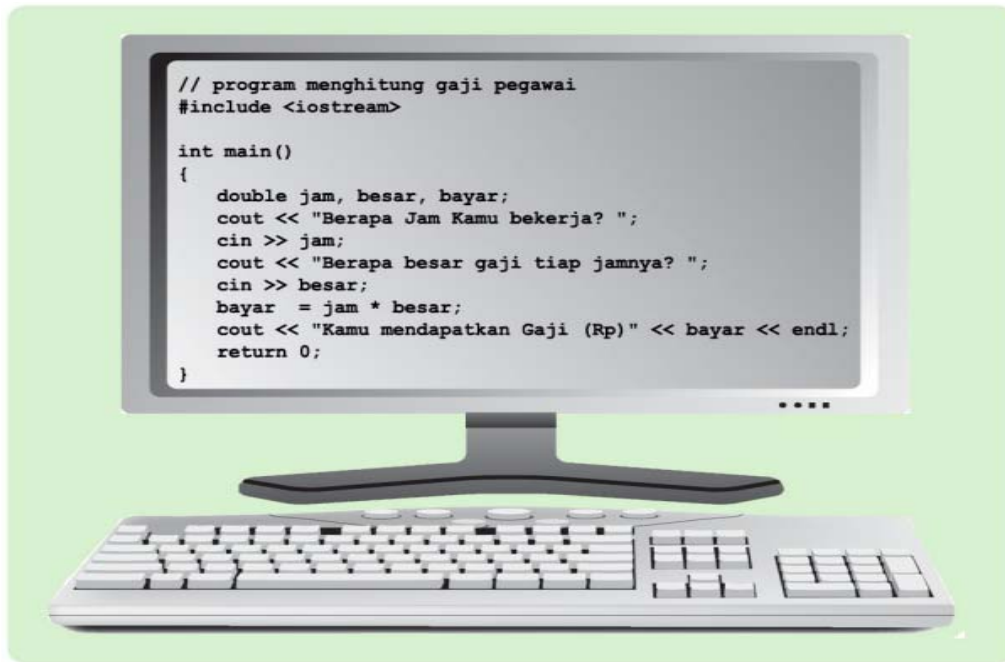 // program menghitung gaji pegawai
#include <iostream>
int main()
{
double jam, besar, bayar;
cout << "Berapa Jam Kamu bekerja? ";
cin >> jam;
cout << "Berapa besar gaji tiap jamnya? ";
cin >> besar;
bayar  = jam * besar;
cout << "Kamu mendapatkan Gaji (Rp)" << bayar << endl;
return 0;
}